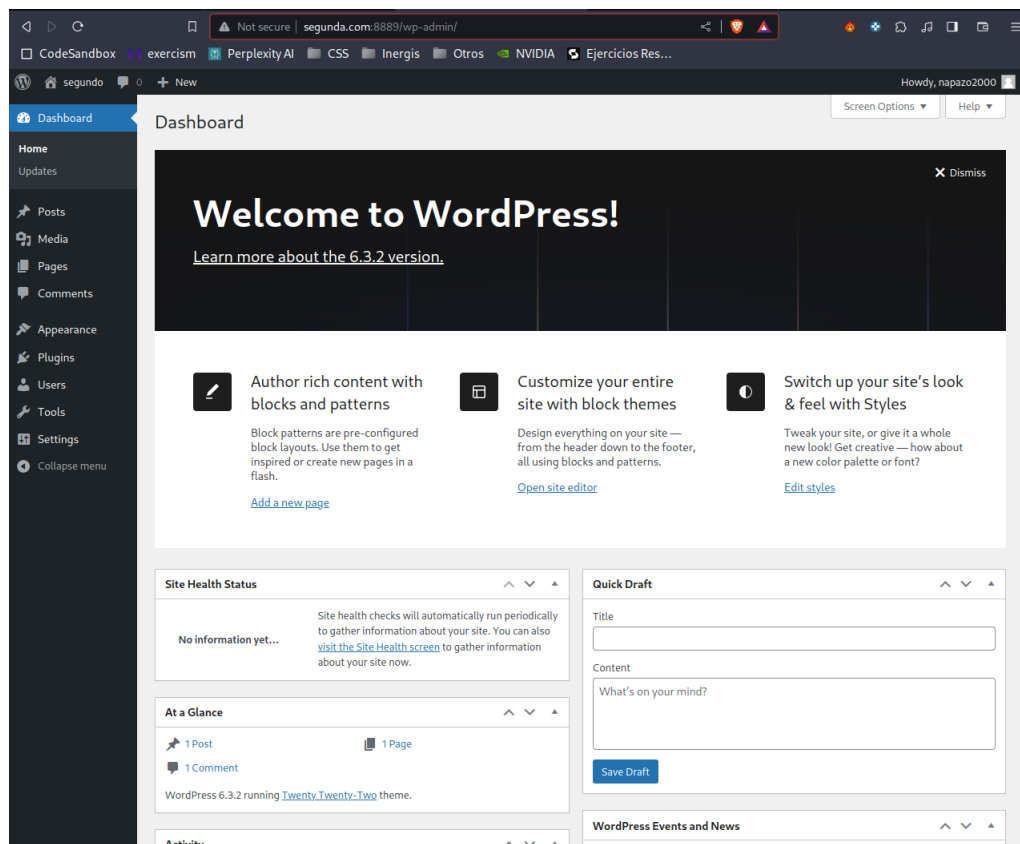 Not secure | segunda.com:8889/wp-admin/
CodeSandbox exercism Perplexity AI CSS Inergis Otros NVIDIA Ejercicios Res...
segundo 0 + New Howdy, napazo2000
Screen Options ▼ Help ▼
Dashboard
Home
Updates
Posts
Media
Pages
Comments
Appearance
Plugins
Users
Tools
Settings
Collapse menu
Dashboard
Dismiss
Welcome to WordPress!
Learn more about the 6.3.2 version.
Author rich content with
blocks and patterns
Block patterns are pre-configured
block layouts. Use them to get
inspired or create new pages in a
flash.
Add a new page
Customize your entire
site with block themes
Design everything on your site —
from the header down to the footer,
all using blocks and patterns.
Open site editor
Switch up your site's look
& feel with Styles
Tweak your site, or give it a whole
new look! Get creative — how about
a new color palette or font?
Edit styles
Site Health Status
No information yet...
Site health checks will automatically run periodically
to gather information about your site. You can also
visit the Site Health screen to gather information
about your site now.
At a Glance
1 Post
1 Page
1 Comment
WordPress 6.3.2 running Twenty Twenty-Two theme.
Activity
Quick Draft
Title
Content
What's on your mind?
Save Draft
WordPress Events and News